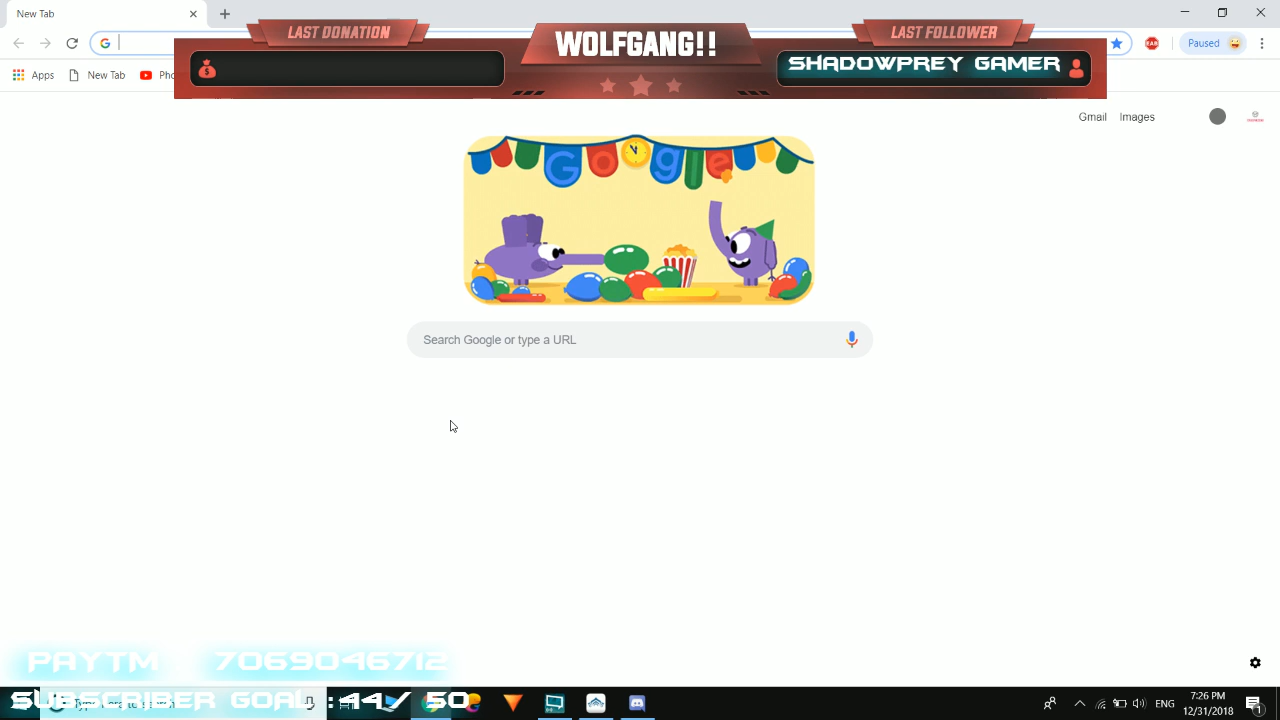 New Tab
LAST DONATION
WOLFGANG!!
LAST FOLLOWER
SHADOWPREY GAMER
Paused
Apps
New Tab
Gmail
Images
Google
Search Google or type a URL
PAYTM 7069046712
SUBSCRIBER GOAL : 44/ 50
ENG
7:26 PM
12/31/2018